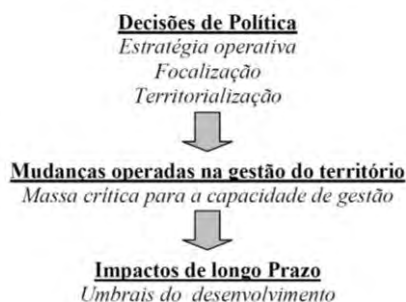 Decisões de Política
Estratégia operativa
Focalização
Territorialização
Mudanças operadas na gestão do território
Massa crítica para a capacidade de gestão
Impactos de longo Prazo
Umbrais do desenvolvimento